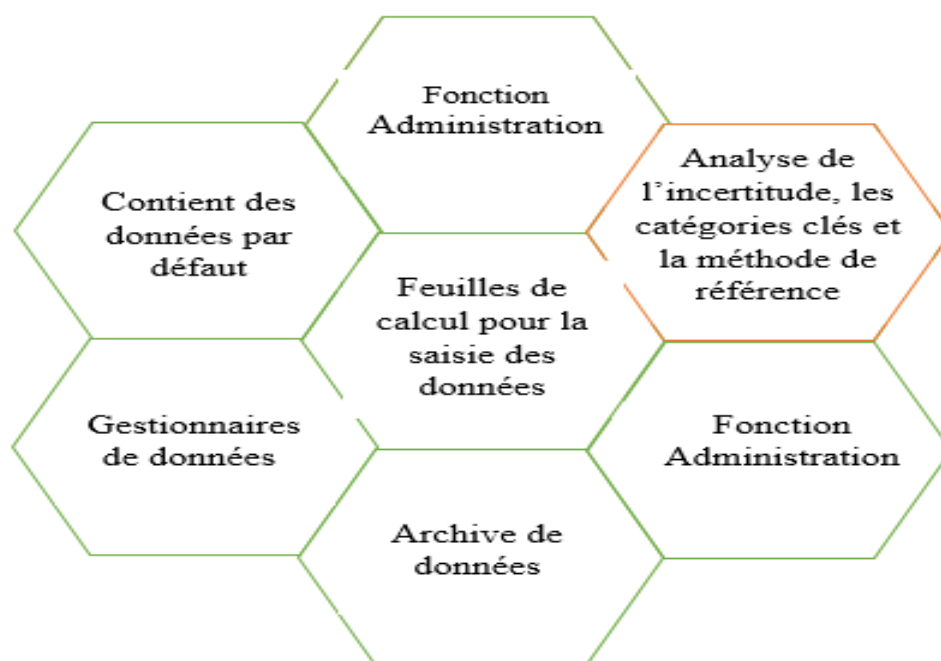 Fonction
Administration
Analyse de
l'incertitude, les
catégories clés et
la méthode de
référence
Contient des
données par
défaut
Feuilles de
calcul pour la
saisie des
données
Gestionnaires
de données
Fonction
Administration
Archive de
données